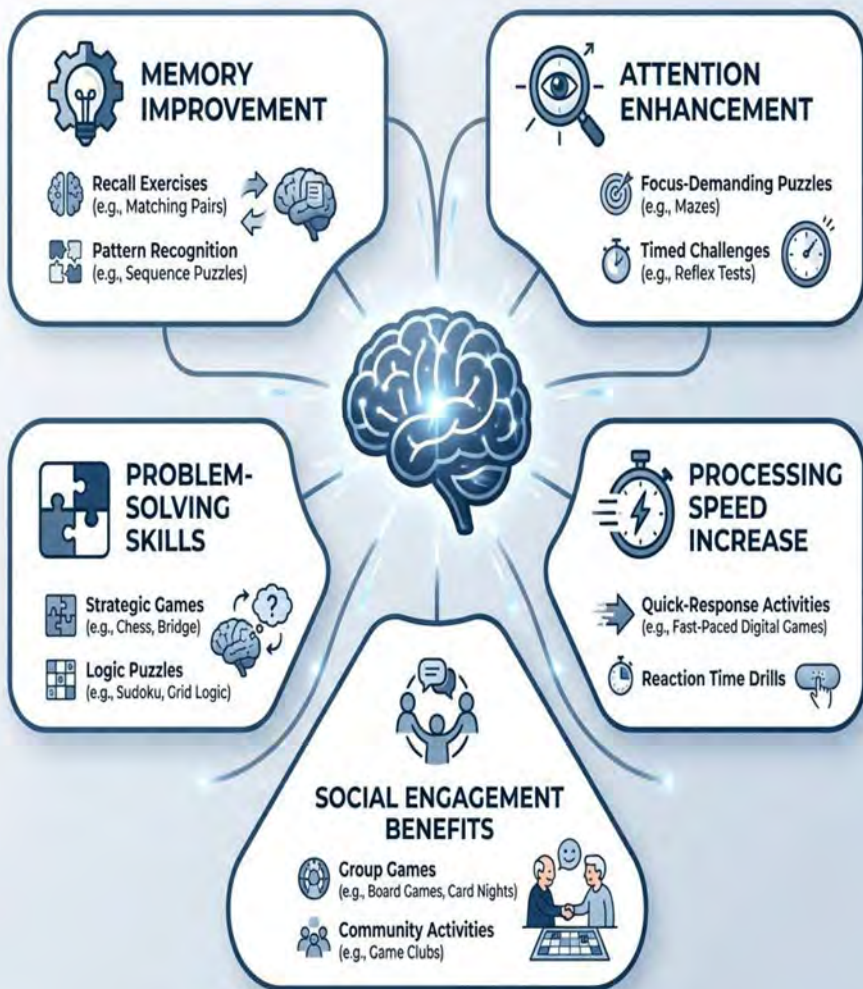 MEMORY
IMPROVEMENT
Recall Exercises
(e.g., Matching Pairs)
Pattern Recognition
(e.g., Sequence Puzzles)
ATTENTION
ENHANCEMENT
Focus-Demanding Puzzles
(e.g., Mazes)
Timed Challenges
(e.g., Reflex Tests)
PROBLEM-
SOLVING
SKILLS
Strategic Games
(e.g., Chess, Bridge)
?
Logic Puzzles
(e.g., Sudoku, Grid Logic)
PROCESSING
SPEED
INCREASE
Quick-Response Activities
(e.g., Fast-Paced Digital Games)
Reaction Time Drills
SOCIAL ENGAGEMENT
BENEFITS
Group Games
(e.g., Board Games, Card Nights)
Community Activities
(e.g., Game Clubs)